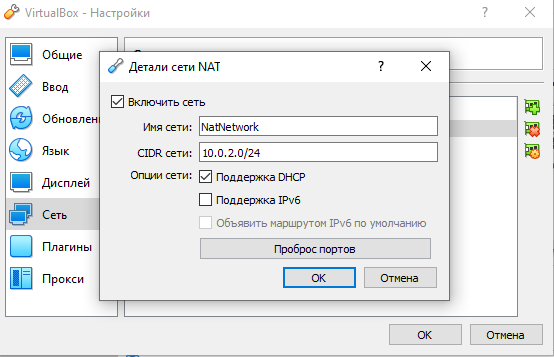 VirtualBox - Настройки
?
Общие
Ввод
Обновлен
Язык
Дисплей
Сеть
Плагины
Прокси
Детали сети NAT
?
Включить сеть
Имя сети: NatNetwork
CIDR сети: 10.0.2.0/24
Опции сети: Поддержка DHCP
Поддержка IPv6
Объявить маршрутом IPv6 по умолчанию
Проброс портов
OK Отмена
OK Отмена